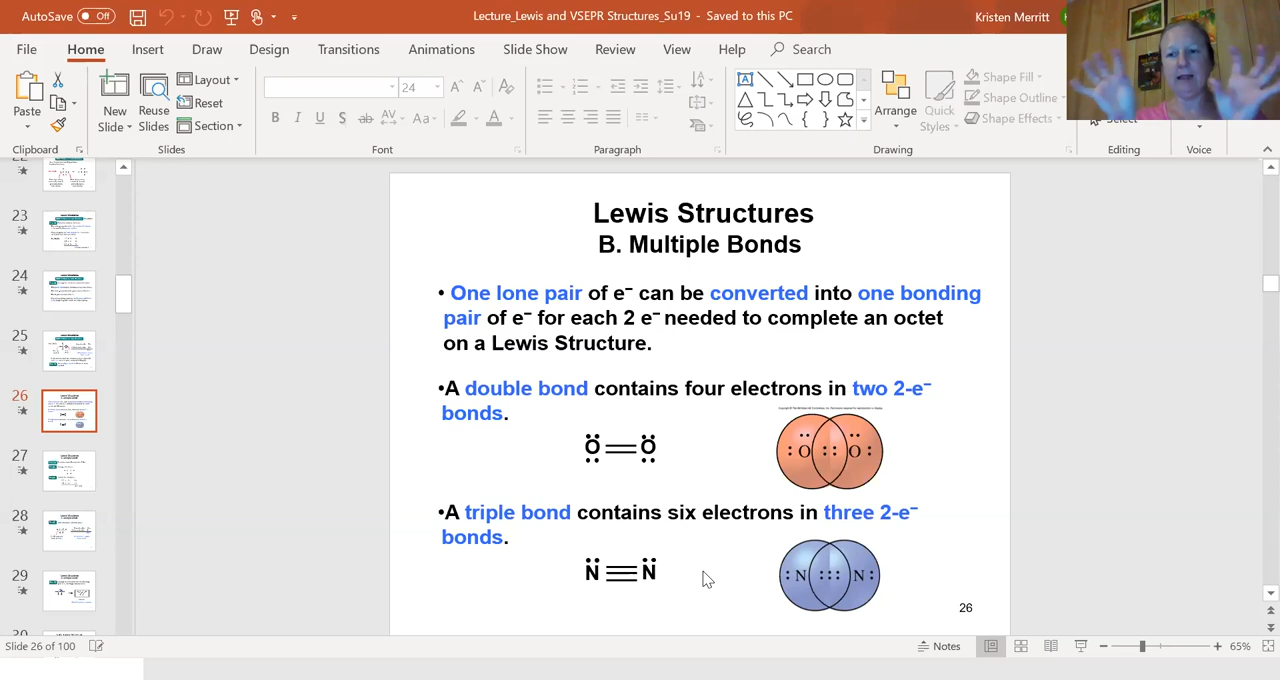 AutoSave Off
Lecture_Lewis and VSEPR Structures_Su19 - Saved to this PC
Kristen Merritt
File Home Insert Draw Design Transitions Animations Slide Show Review View Help Search
Paste
New Slide
Reuse Slides
Layout
Reset
Section
24
B I U S ab AV Aa A
Shape Fill
Shape Outline
Shape Effects
Arrange
Quick Styles
Select
Clipboard Slides Font Paragraph Drawing Editing Voice
23
24
25
26
27
28
29
Lewis Structures
B. Multiple Bonds
• One lone pair of e⁻ can be converted into one bonding
pair of e⁻ for each 2 e⁻ needed to complete an octet
on a Lewis Structure.
•A double bond contains four electrons in two 2-e⁻
bonds.
O O
: O :: O :
•A triple bond contains six electrons in three 2-e⁻
bonds.
N N
: N ::: N :
26
Slide 26 of 100
Notes
65%